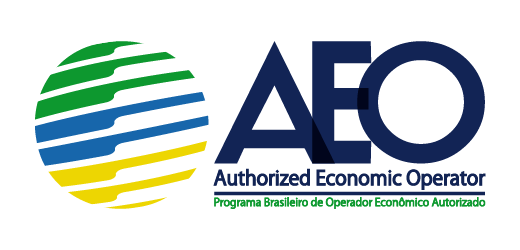 AEO
Authorized Economic Operator
Programa Brasileiro de Operador Econômico Autorizado